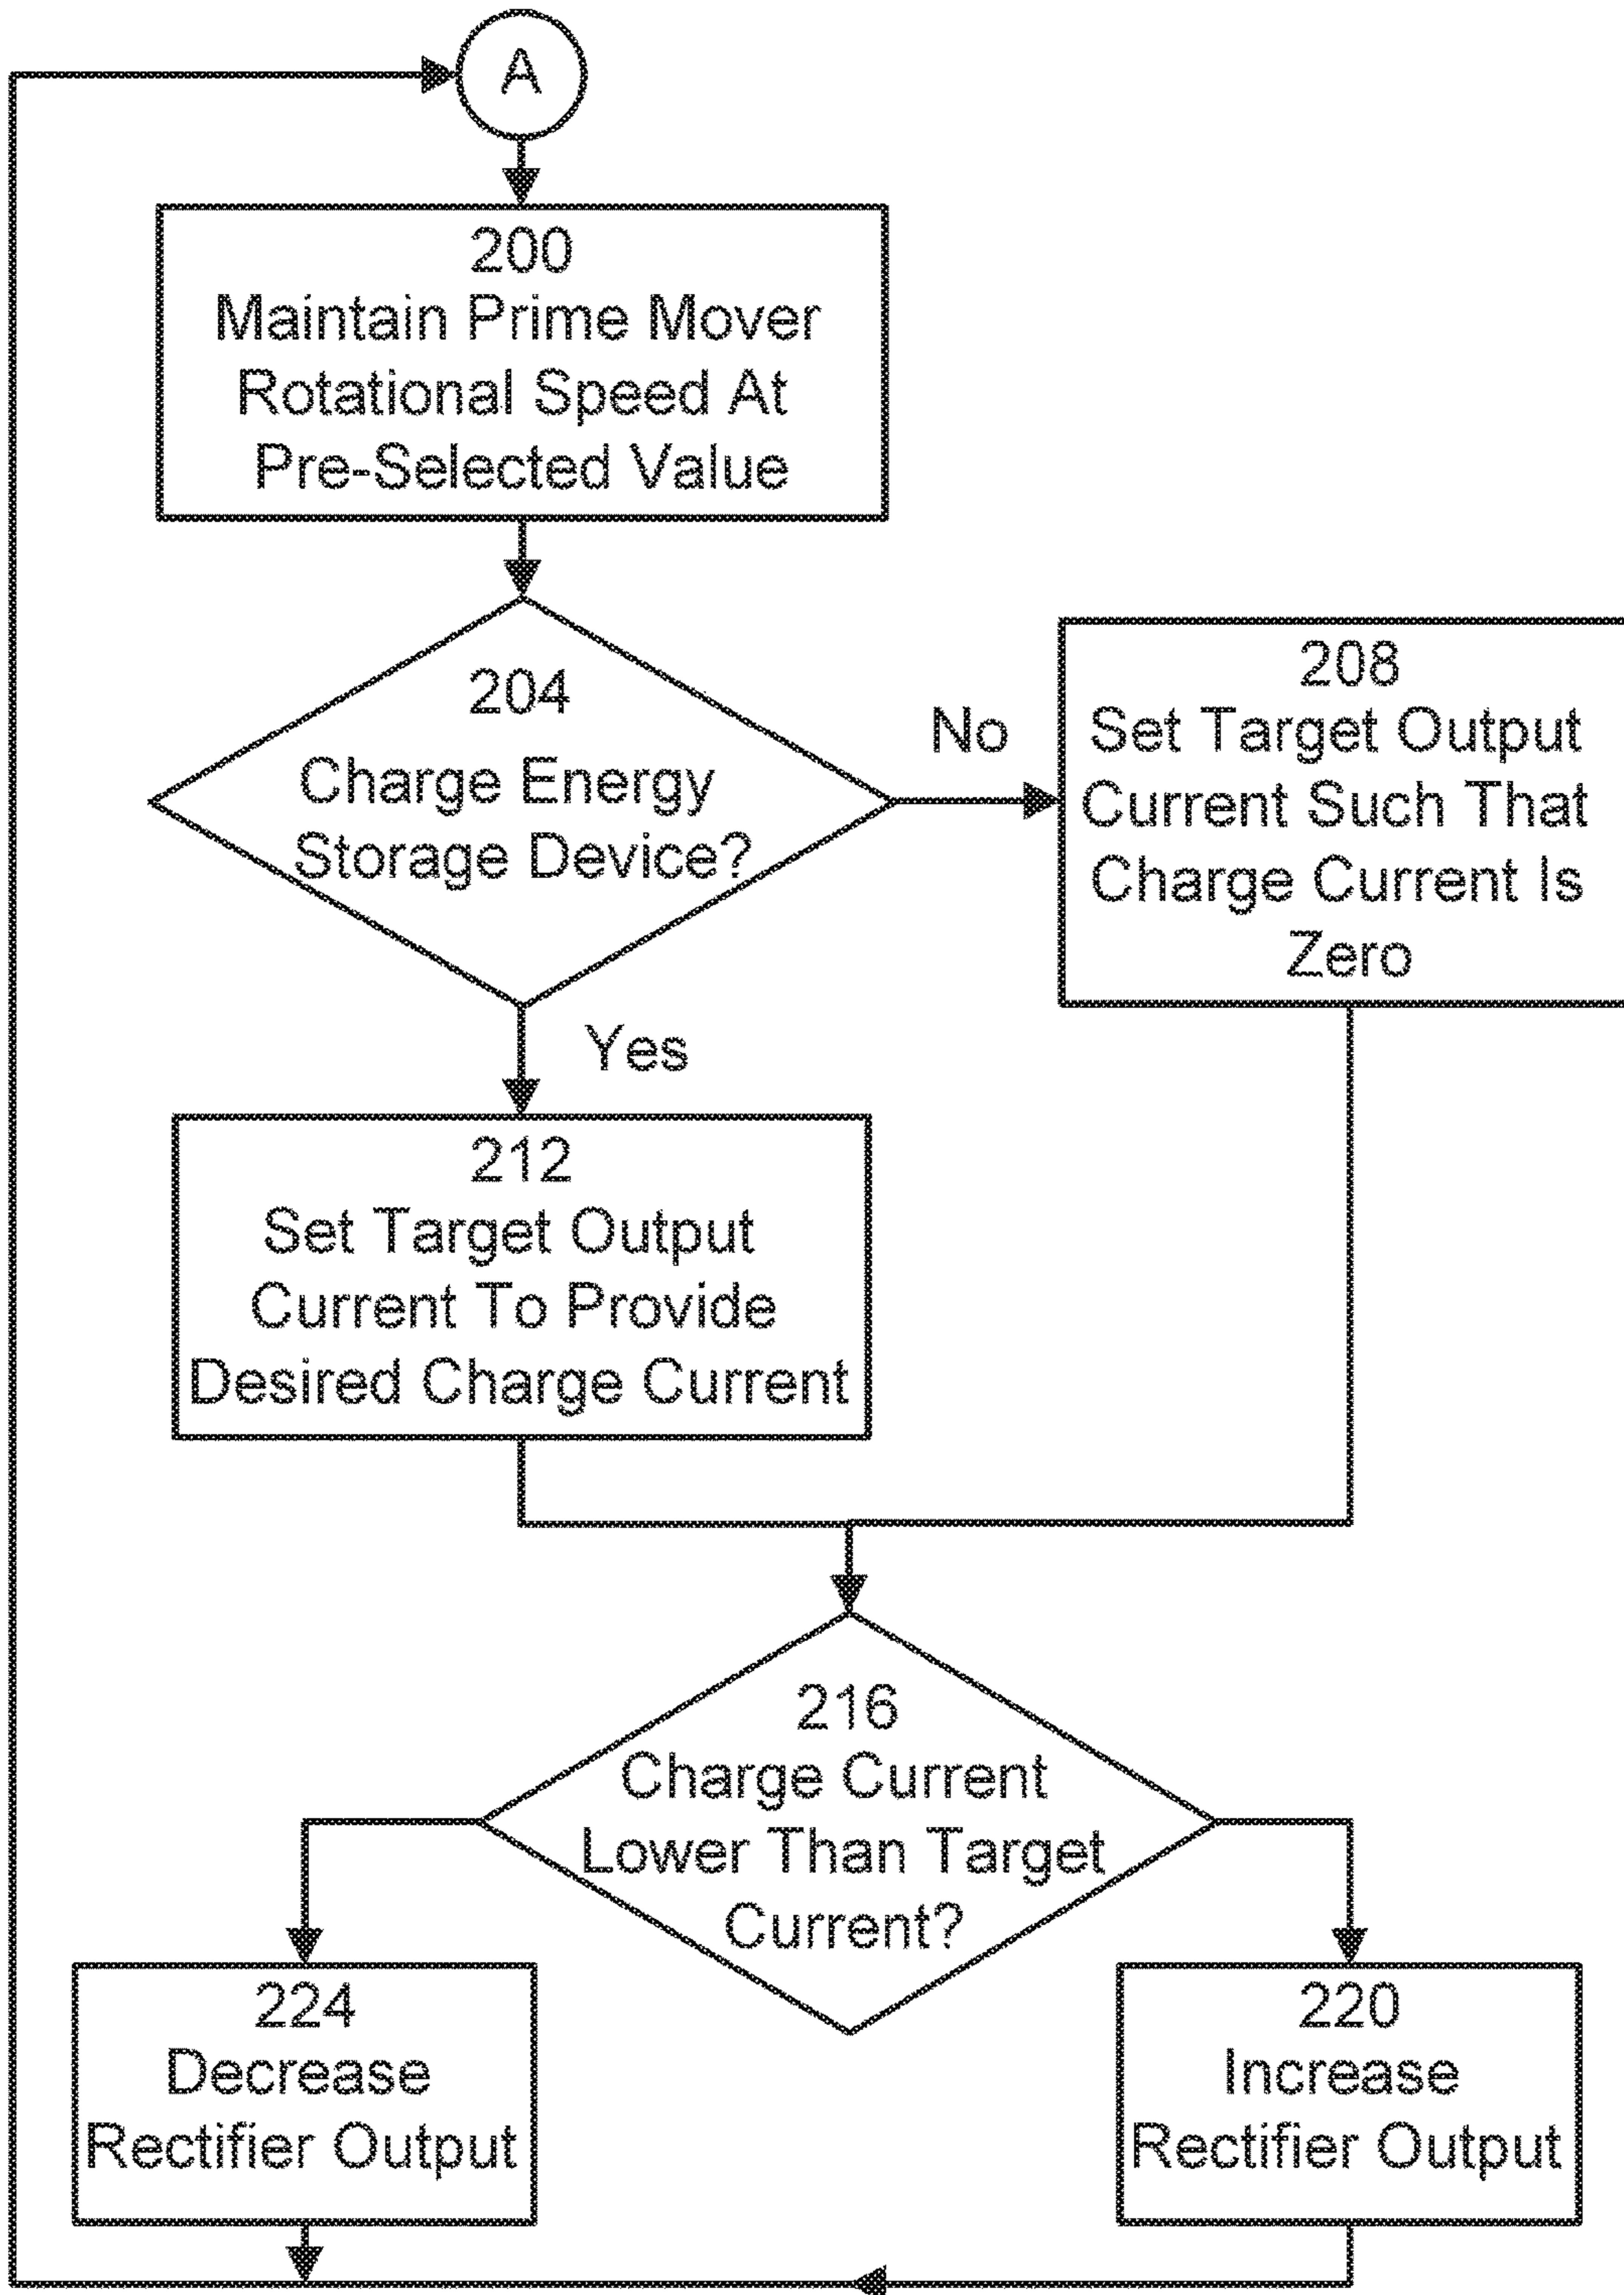 A
200
Maintain Prime Mover
Rotational Speed At
Pre-Selected Value
204
Charge Energy
Storage Device?
No
208
Set Target Output
Current Such That
Charge Current Is
Zero
Yes
212
Set Target Output
Current To Provide
Desired Charge Current
216
Charge Current
Lower Than Target
Current?
224
Decrease
Rectifier Output
220
Increase
Rectifier Output